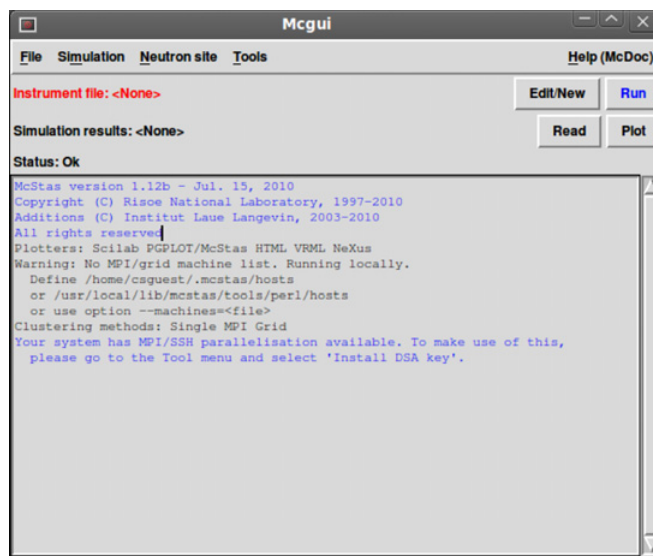 Mcgui
File Simulation Neutron site Tools Help (McDoc)
Instrument file: <None> Edit/New Run
Simulation results: <None> Read Plot
Status: Ok
McStas version 1.12b - Jul. 15, 2010
Copyright (C) Risoe National Laboratory, 1997-2010
Additions (C) Institut Laue Langevin, 2003-2010
All rights reserved
Plotters: Scilab PGPLOT/McStas HTML VRML NeXus
Warning: No MPI/grid machine list. Running locally.
Define /home/csguest/.mcstas/hosts
or /usr/local/lib/mcstas/tools/perl/hosts
or use option --machines=<file>
Clustering methods: Single MPI Grid
Your system has MPI/SSH parallelisation available. To make use of this,
please go to the Tool menu and select 'Install DSA key'.